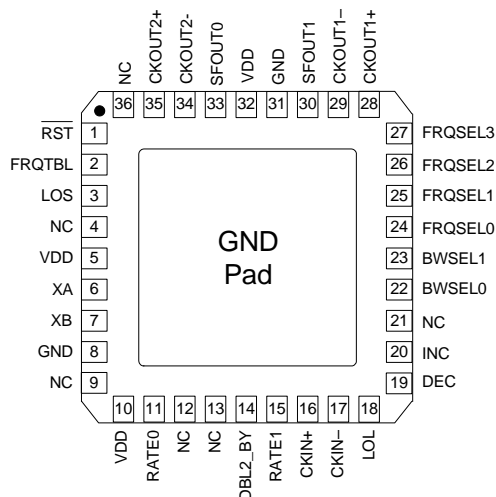 NC
CKOUT2+
CKOUT2-
SFOUT0
VDD
GND
SFOUT1
CKOUT1–
CKOUT1+
36 35 34 33 32 31 30 29 28
RST 1
FRQTBL 2
LOS 3
NC 4
VDD 5
XA 6
XB 7
GND 8
NC 9
GND
Pad
27 FRQSEL3
26 FRQSEL2
25 FRQSEL1
24 FRQSEL0
23 BWSEL1
22 BWSEL0
21 NC
20 INC
19 DEC
10 11 12 13 14 15 16 17 18
VDD
RATE0
NC
NC
DBL2_BY
RATE1
CKIN+
CKIN–
LOL